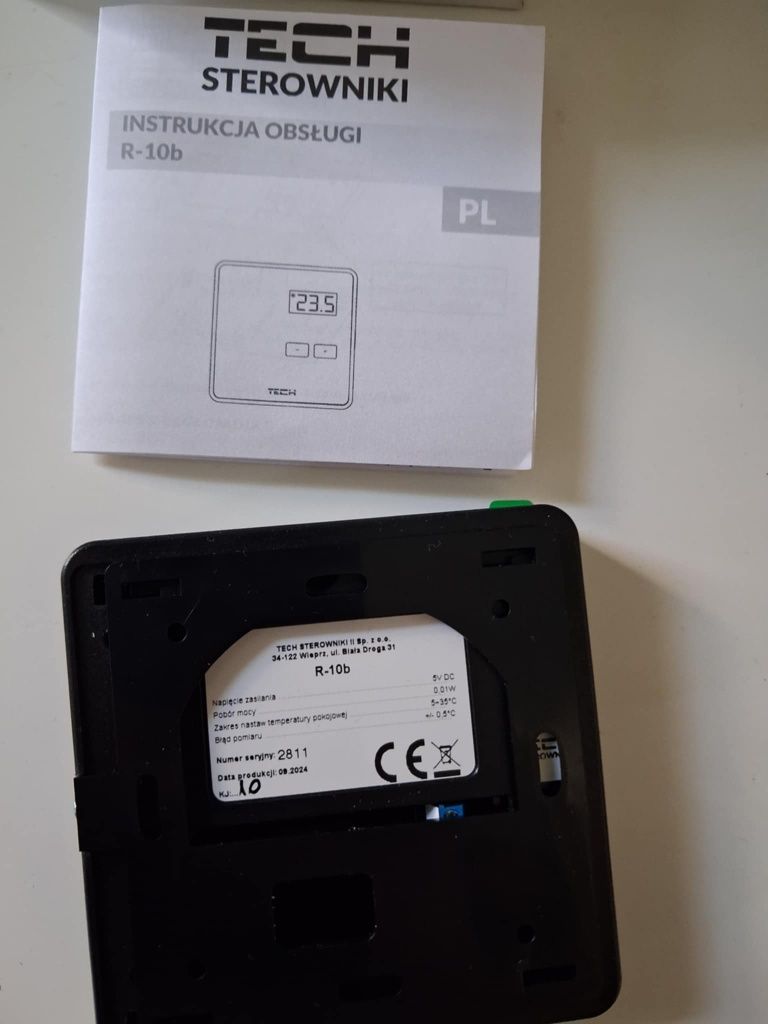 TECH
STEROWNIKI
INSTRUKCJA OBSŁUGI
R-10b
PL
*23.5
- +
TECH
TECH STEROWNIKI II Sp. z o.o.
34-122 Wieprz, ul. Biała Droga 31
R-10b
Napięcie zasilania 5V DC
Pobór mocy 0,01W
Zakres nastaw temperatury pokojowej 5÷35°C
Błąd pomiaru +/- 0,5°C
Numer seryjny: 2811
Data produkcji: 09.2024
KJ:...10
CE